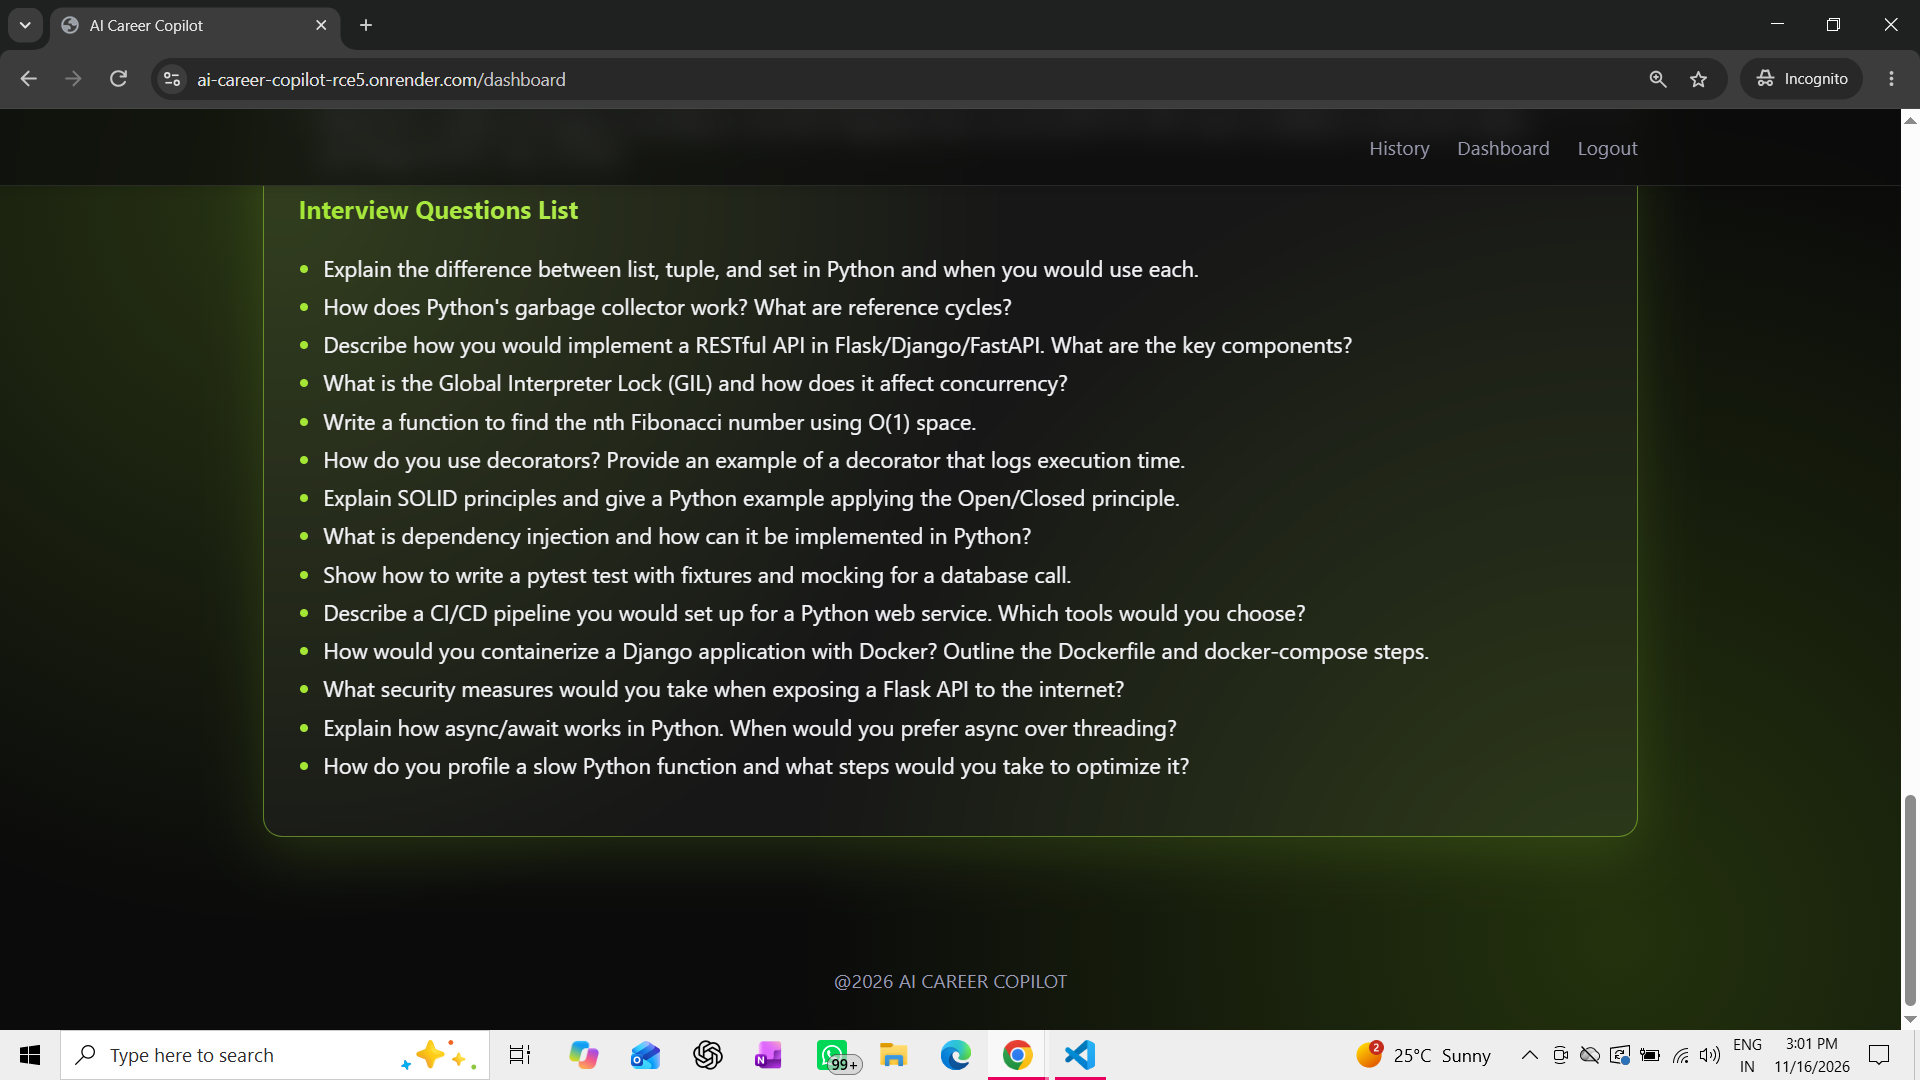 AI Career Copilot
ai-career-copilot-rce5.onrender.com/dashboard
Incognito
History Dashboard Logout
Interview Questions List
Explain the difference between list, tuple, and set in Python and when you would use each.
How does Python's garbage collector work? What are reference cycles?
Describe how you would implement a RESTful API in Flask/Django/FastAPI. What are the key components?
What is the Global Interpreter Lock (GIL) and how does it affect concurrency?
Write a function to find the nth Fibonacci number using O(1) space.
How do you use decorators? Provide an example of a decorator that logs execution time.
Explain SOLID principles and give a Python example applying the Open/Closed principle.
What is dependency injection and how can it be implemented in Python?
Show how to write a pytest test with fixtures and mocking for a database call.
Describe a CI/CD pipeline you would set up for a Python web service. Which tools would you choose?
How would you containerize a Django application with Docker? Outline the Dockerfile and docker-compose steps.
What security measures would you take when exposing a Flask API to the internet?
Explain how async/await works in Python. When would you prefer async over threading?
How do you profile a slow Python function and what steps would you take to optimize it?
@2026 AI CAREER COPILOT
Type here to search
99+
2
25°C Sunny
ENG
IN
3:01 PM
11/16/2026